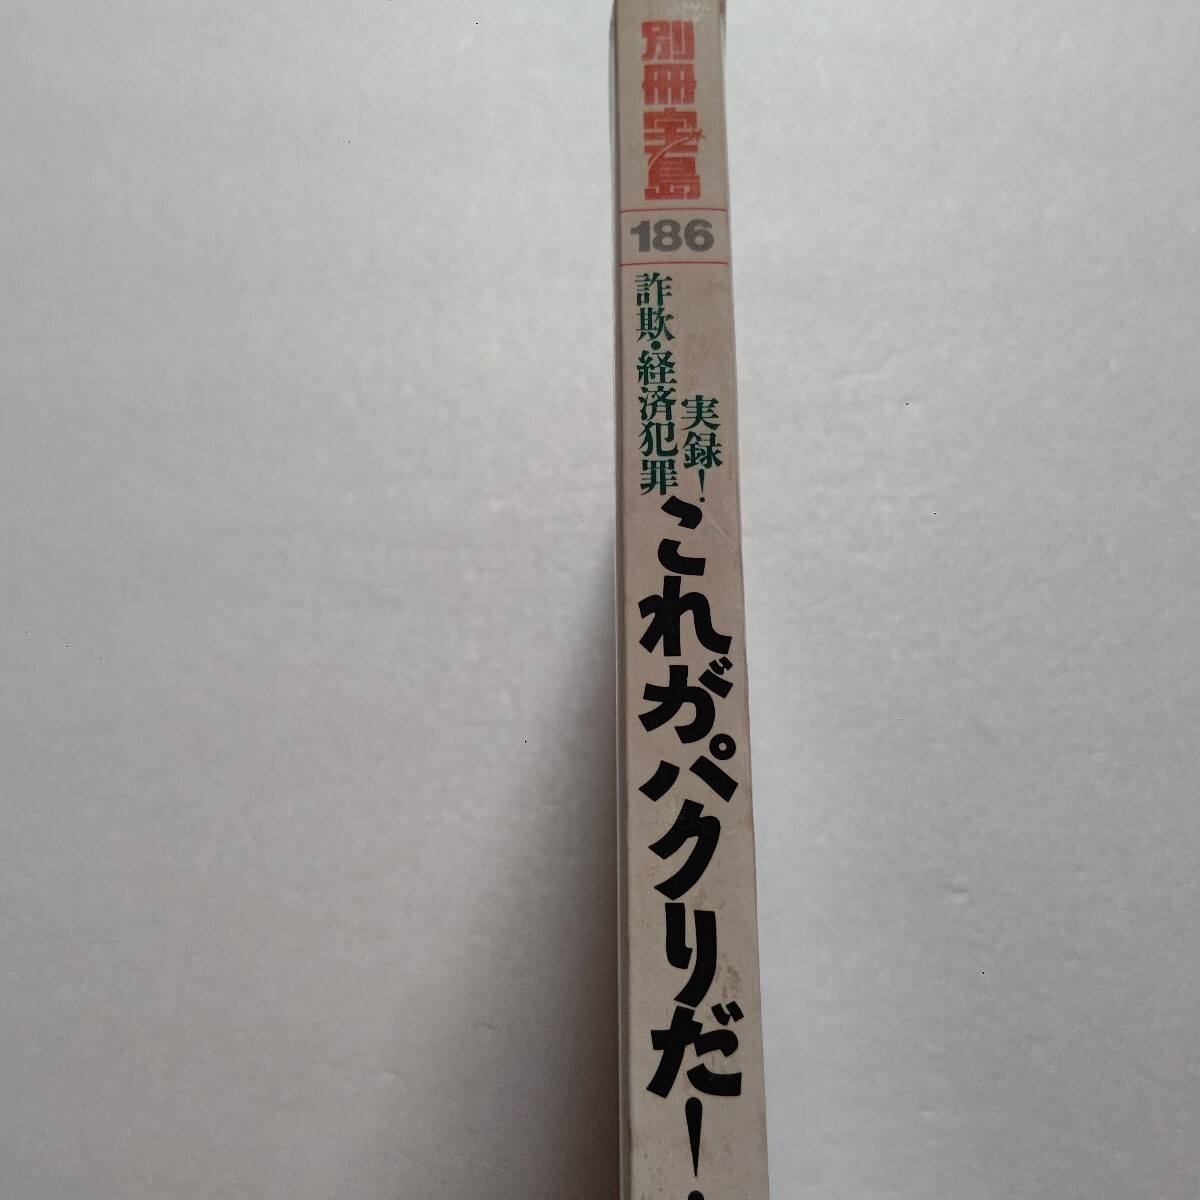 別冊宝島
186
実録！
詐欺・経済犯罪
これがパクリだ！